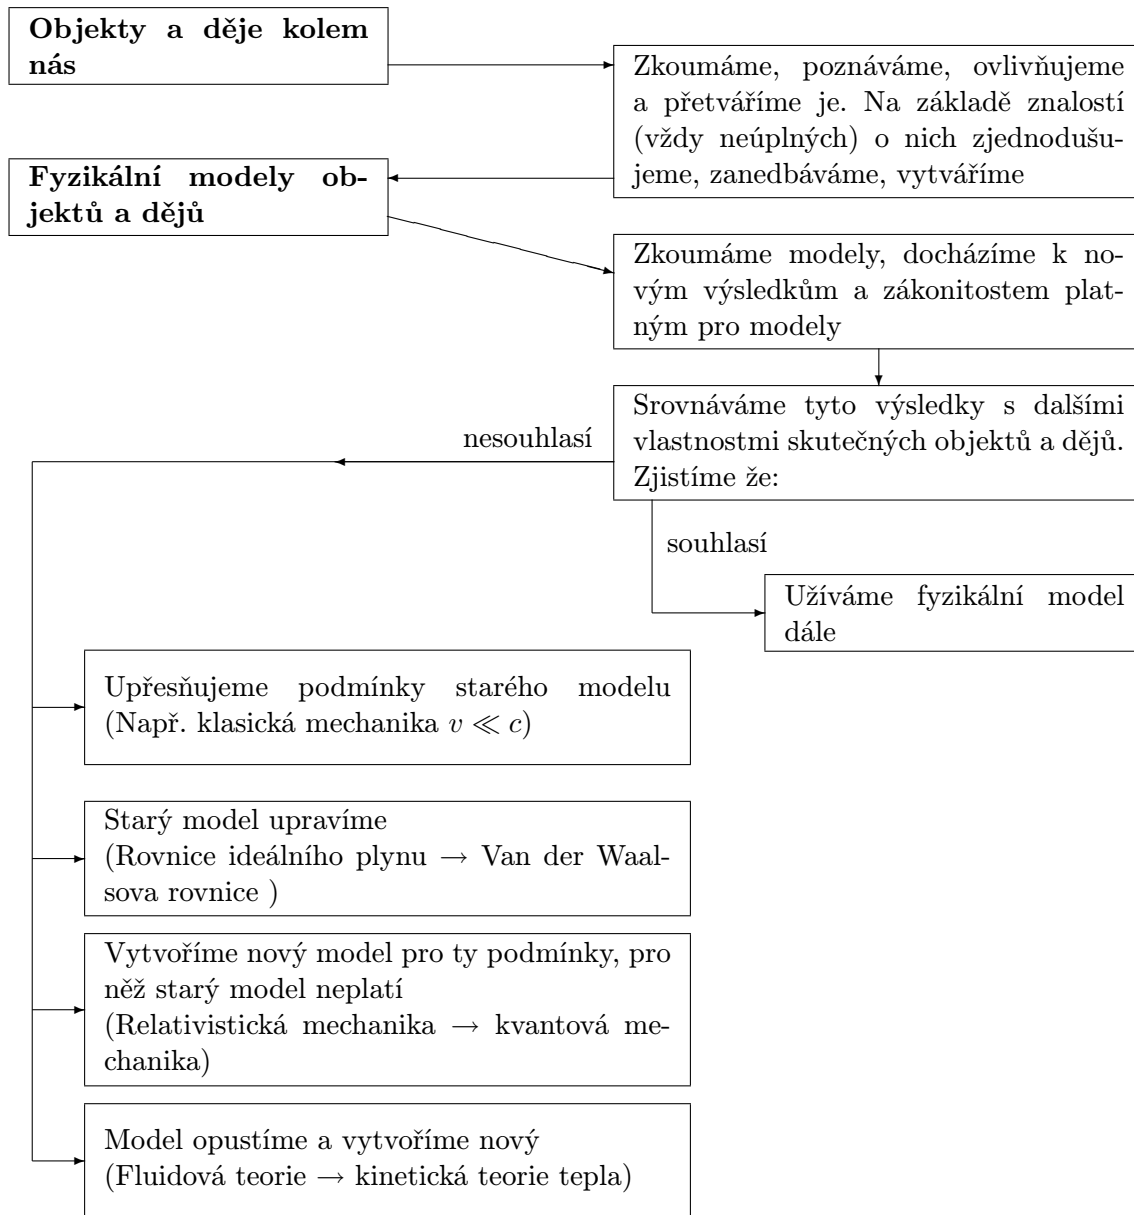 Objekty a děje kolem
nás
Zkoumáme, poznáváme, ovlivňujeme
a přetváříme je. Na základě znalostí
(vždy neúplných) o nich zjednodušu-
jeme, zanedbáváme, vytváříme
Fyzikální modely ob-
jektů a dějů
Zkoumáme modely, docházíme k no-
vým výsledkům a zákonitostem plat-
ným pro modely
Srovnáváme tyto výsledky s dalšími
vlastnostmi skutečných objektů a dějů.
Zjistíme že:
nesouhlasí
souhlasí
Užíváme fyzikální model
dále
Upřesňujeme podmínky starého modelu
(Např. klasická mechanika v ≪ c)
Starý model upravíme
(Rovnice ideálního plynu → Van der Waal-
sova rovnice )
Vytvoříme nový model pro ty podmínky, pro
něž starý model neplatí
(Relativistická mechanika → kvantová me-
chanika)
Model opustíme a vytvoříme nový
(Fluidová teorie → kinetická teorie tepla)